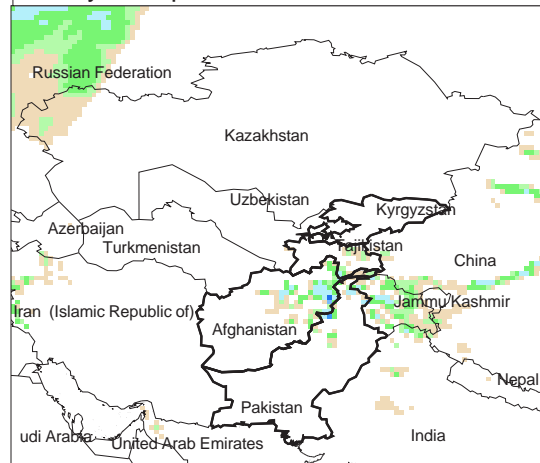 Russian Federation
Kazakhstan
Uzbekistan
Kyrgyzstan
Azerbaijan
Turkmenistan
Tajikistan
China
Iran (Islamic Republic of)
Jammu/Kashmir
Afghanistan
Nepal
Pakistan
udi Arabia
United Arab Emirates
India